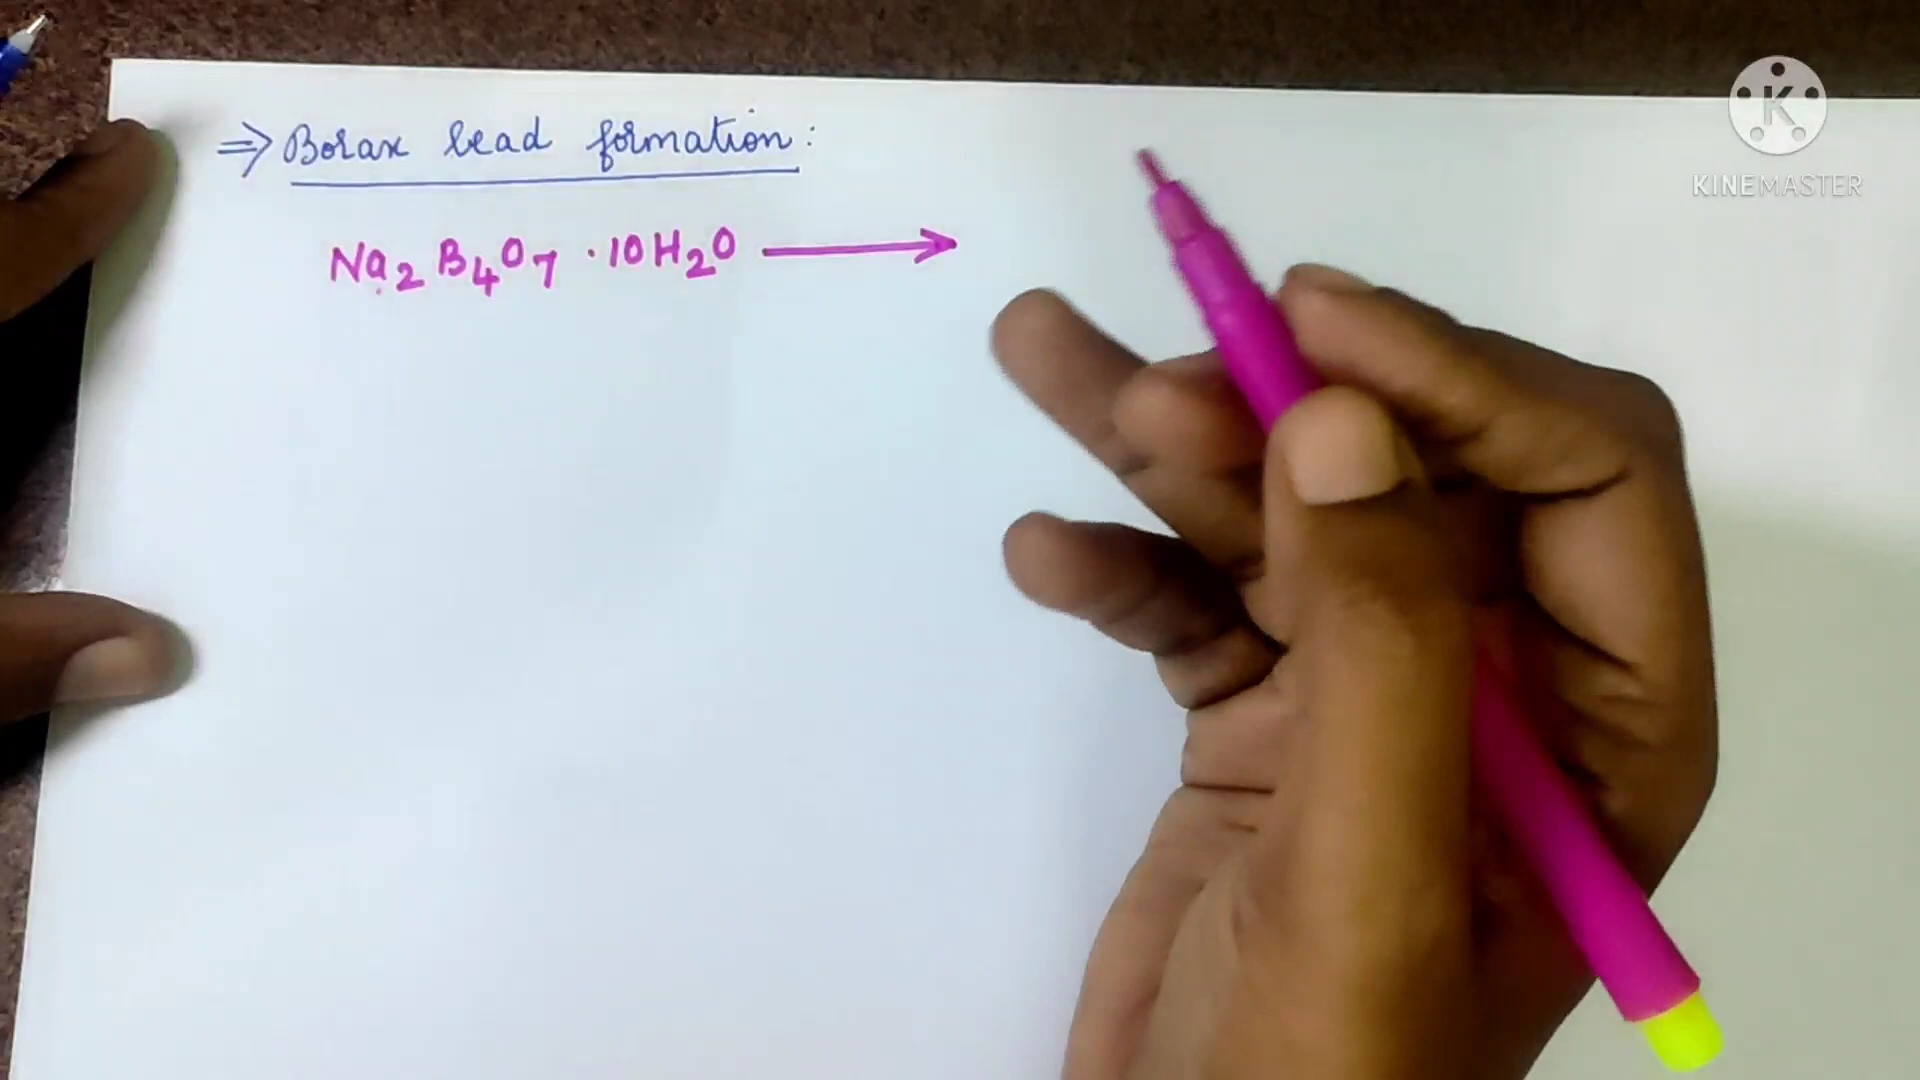 ⇒ Borax bead formation:
Na₂B₄O₇ · 10H₂O ⟶
K
KINEMASTER